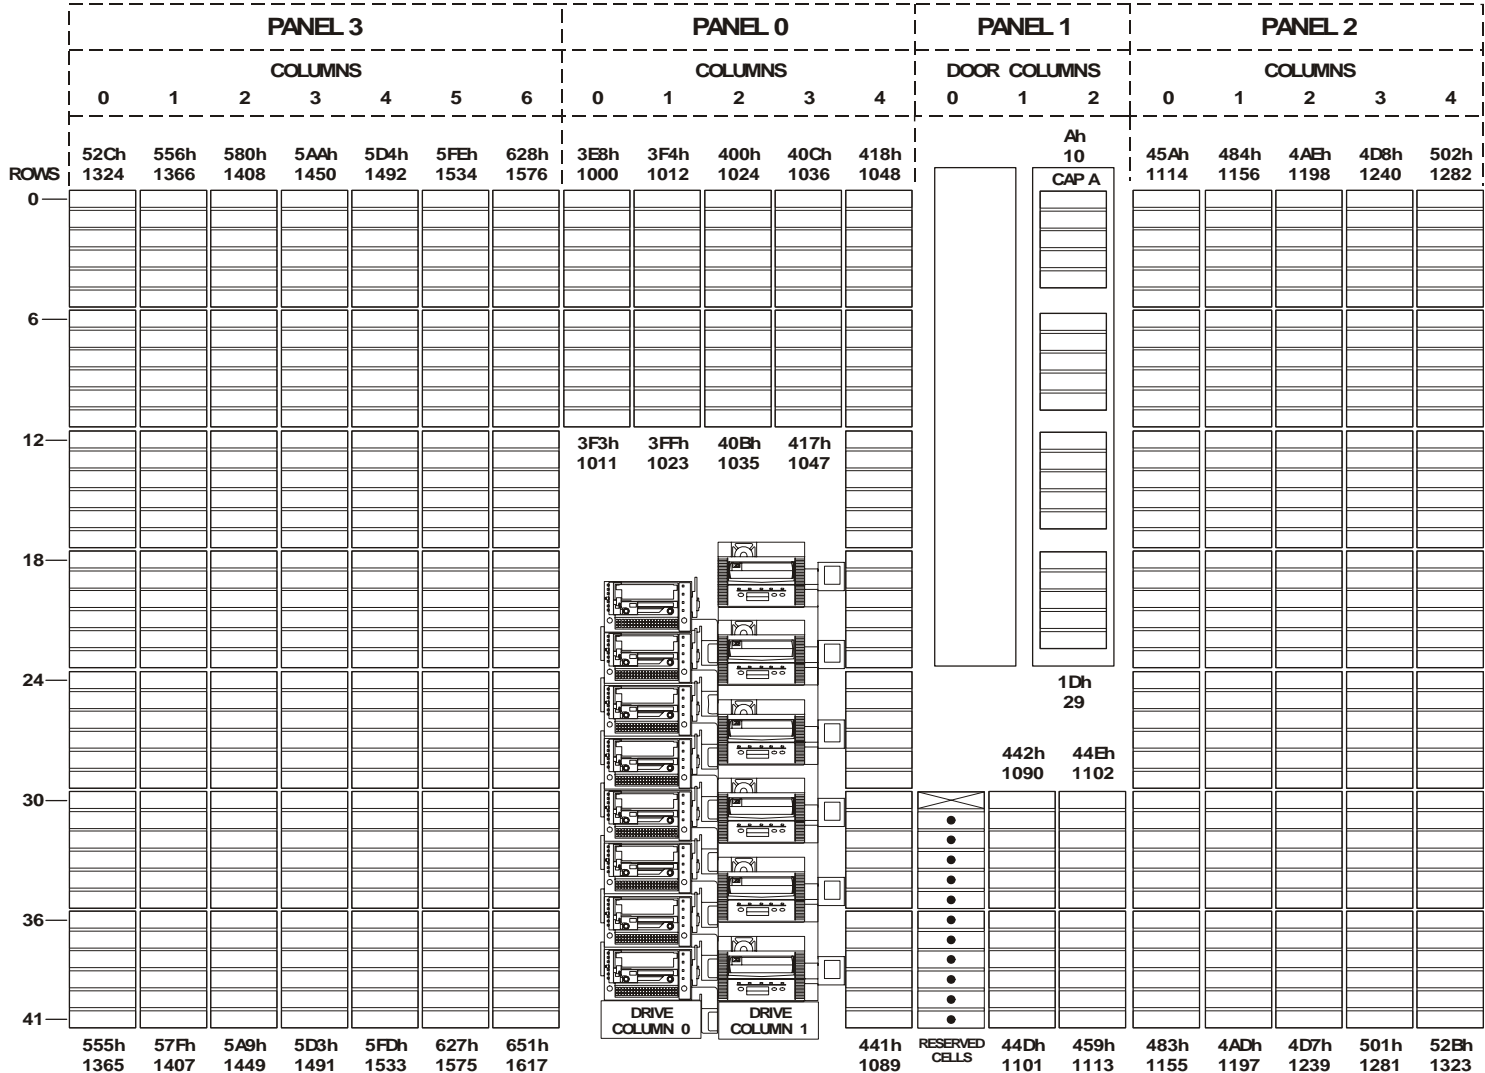 PANEL 3 PANEL 0 PANEL 1 PANEL 2
COLUMNS COLUMNS DOOR COLUMNS COLUMNS
0 1 2 3 4 5 6 0 1 2 3 4 0 1 2 0 1 2 3 4
Ah
52Ch 556h 580h 5AAh 5D4h 5FEh 628h 3E8h 3F4h 400h 40Ch 418h 10 45Ah 484h 4AEh 4D8h 502h
ROWS 1324 1366 1408 1450 1492 1534 1576 1000 1012 1024 1036 1048 CAP A 1114 1156 1198 1240 1282
0
6
12
3F3h 3FFh 40Bh 417h
1011 1023 1035 1047
18
24
1Dh
29
442h 44Eh
1090 1102
30
36
41
DRIVE COLUMN 0
DRIVE COLUMN 1
555h 57Fh 5A9h 5D3h 5FDh 627h 651h 441h RESERVED CELLS 44Dh 459h 483h 4ADh 4D7h 501h 52Bh
1365 1407 1449 1491 1533 1575 1617 1089 1101 1113 1155 1197 1239 1281 1323